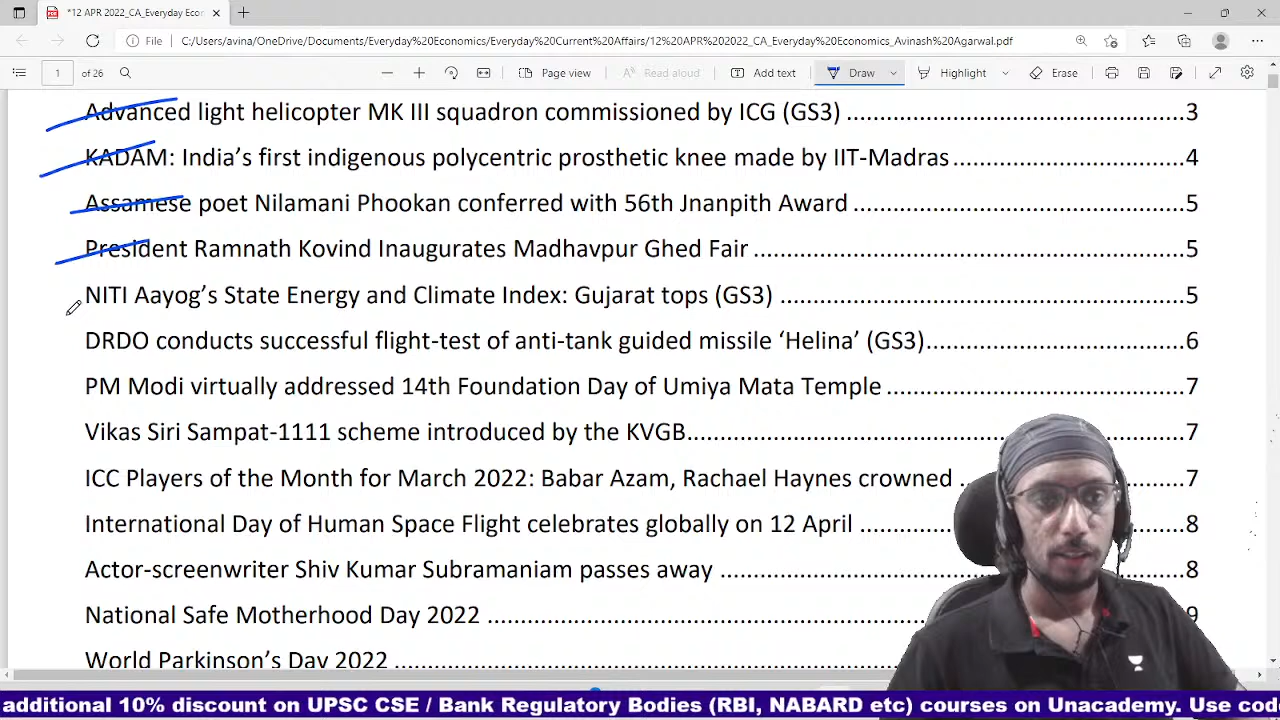 *12 APR 2022_CA_Everyday Econ
File C:/Users/avina/OneDrive/Documents/Everyday%20Economics/Everyday%20Current%20Affairs/12%20APR%202022_CA_Everyday%20Economics_Avinash%20Agarwal.pdf
1 of 26 Page view Read aloud Add text Draw Highlight Erase
Advanced light helicopter MK III squadron commissioned by ICG (GS3) 3
KADAM: India’s first indigenous polycentric prosthetic knee made by IIT-Madras 4
Assamese poet Nilamani Phookan conferred with 56th Jnanpith Award 5
President Ramnath Kovind Inaugurates Madhavpur Ghed Fair 5
NITI Aayog’s State Energy and Climate Index: Gujarat tops (GS3) 5
DRDO conducts successful flight-test of anti-tank guided missile ‘Helina’ (GS3) 6
PM Modi virtually addressed 14th Foundation Day of Umiya Mata Temple 7
Vikas Siri Sampat-1111 scheme introduced by the KVGB 7
ICC Players of the Month for March 2022: Babar Azam, Rachael Haynes crowned 7
International Day of Human Space Flight celebrates globally on 12 April 8
Actor-screenwriter Shiv Kumar Subramaniam passes away 8
National Safe Motherhood Day 2022 9
World Parkinson’s Day 2022
additional 10% discount on UPSC CSE / Bank Regulatory Bodies (RBI, NABARD etc) courses on Unacademy. Use cod